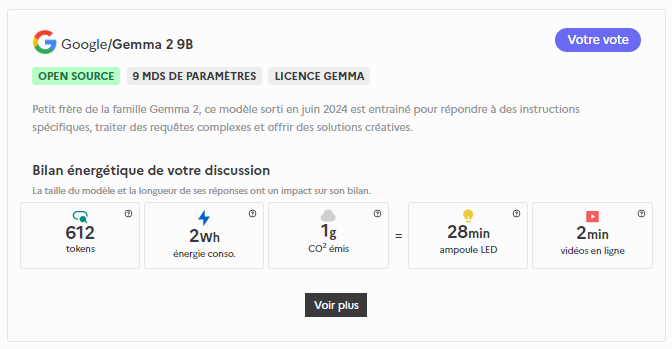 Google/Gemma 2 9B
Votre vote
OPEN SOURCE 9 MDS DE PARAMÈTRES LICENCE GEMMA
Petit frère de la famille Gemma 2, ce modèle sorti en juin 2024 est entrainé pour répondre à des instructions
spécifiques, traiter des requêtes complexes et offrir des solutions créatives.
Bilan énergétique de votre discussion
La taille du modèle et la longueur de ses réponses ont un impact sur son bilan.
612
tokens
2Wh
énergie conso.
1g
CO² émis
=
28min
ampoule LED
2min
vidéos en ligne
Voir plus